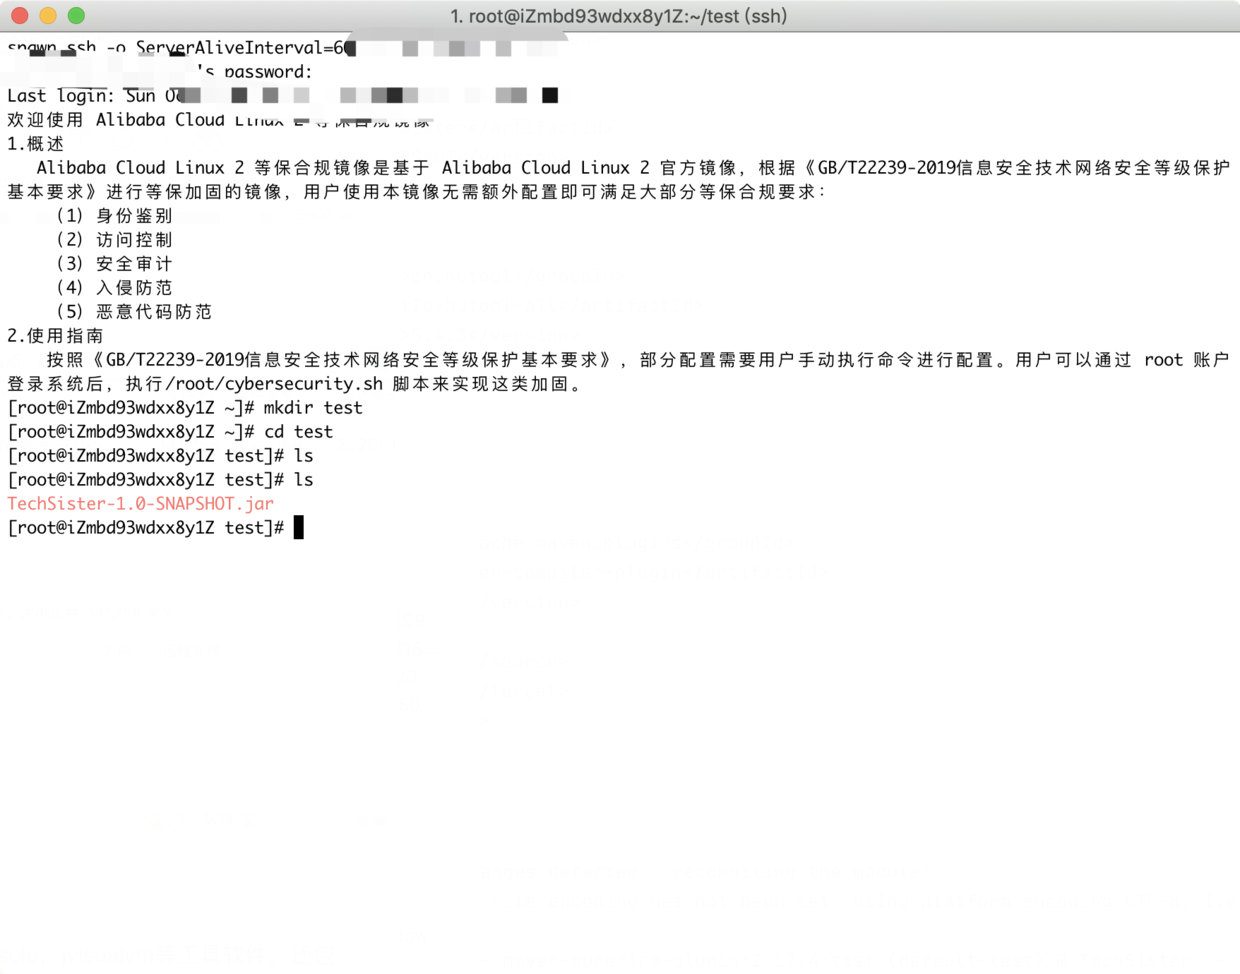 1. root@iZmbd93wdxx8y1Z:~/test (ssh)
spawn ssh -o ServerAliveInterval=6
's password:
Last login: Sun
欢迎使用 Alibaba Cloud Linux 2 等保合规镜像
1.概述
Alibaba Cloud Linux 2 等保合规镜像是基于 Alibaba Cloud Linux 2 官方镜像，根据《GB/T22239-2019信息安全技术网络安全等级保护
基本要求》进行等保加固的镜像，用户使用本镜像无需额外配置即可满足大部分等保合规要求：
（1）身份鉴别
（2）访问控制
（3）安全审计
（4）入侵防范
（5）恶意代码防范
2.使用指南
按照《GB/T22239-2019信息安全技术网络安全等级保护基本要求》，部分配置需要用户手动执行命令进行配置。用户可以通过 root 账户
登录系统后，执行/root/cybersecurity.sh 脚本来实现这类加固。
[root@iZmbd93wdxx8y1Z ~]# mkdir test
[root@iZmbd93wdxx8y1Z ~]# cd test
[root@iZmbd93wdxx8y1Z test]# ls
[root@iZmbd93wdxx8y1Z test]# ls
TechSister-1.0-SNAPSHOT.jar
[root@iZmbd93wdxx8y1Z test]#